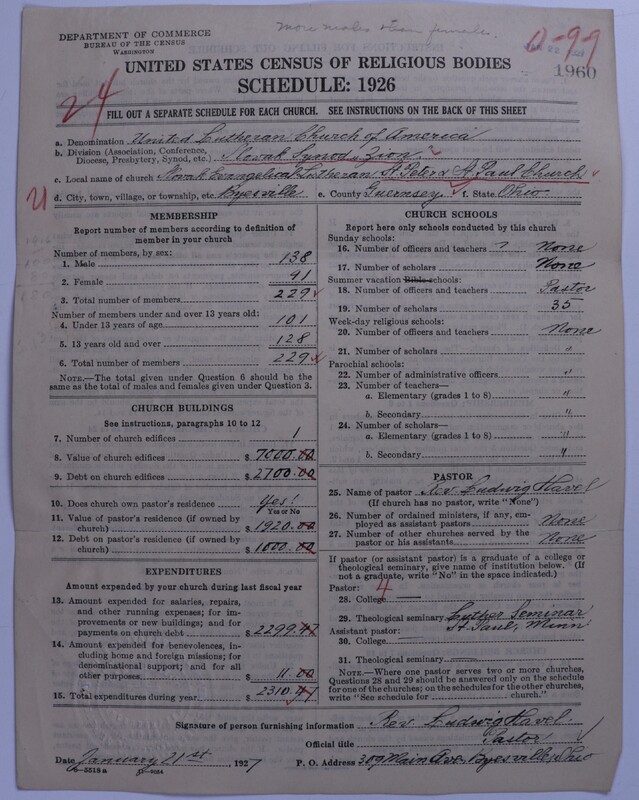 More males than females.
DEPARTMENT OF COMMERCE
BUREAU OF THE CENSUS
WASHINGTON
0-99
JAN 22
1960
UNITED STATES CENSUS OF RELIGIOUS BODIES
SCHEDULE: 1926
24
FILL OUT A SEPARATE SCHEDULE FOR EACH CHURCH. SEE INSTRUCTIONS ON THE BACK OF THIS SHEET
a. Denomination United Lutheran Church of America
b. Division (Association, Conference, Diocese, Presbytery, Synod, etc.) Slovak Synod Zion
c. Local name of church Slovak Evangelical Lutheran St Peter & St Paul Church
d. City, town, village, or township, etc. Byesville e. County Guernsey f. State Ohio
MEMBERSHIP
Report number of members according to definition of member in your church
Number of members, by sex:
1. Male 138
2. Female 91
3. Total number of members 229
Number of members under and over 13 years old:
4. Under 13 years of age 101
5. 13 years old and over 128
6. Total number of members 229
NOTE.—The total given under Question 6 should be the same as the total of males and females given under Question 3.
CHURCH BUILDINGS
See instructions, paragraphs 10 to 12
7. Number of church edifices 1
8. Value of church edifices $ 7000.00
9. Debt on church edifices $ 2700.00
10. Does church own pastor's residence Yes!
Yes or No
11. Value of pastor's residence (if owned by church) $ 1920.00
12. Debt on pastor's residence (if owned by church) $ 1000.00
EXPENDITURES
Amount expended by your church during last fiscal year
13. Amount expended for salaries, repairs, and other running expenses; for improvements or new buildings; and for payments on church debt $ 2299.47
14. Amount expended for benevolences, including home and foreign missions; for denominational support; and for all other purposes $ 11.00
15. Total expenditures during year $ 2310.47
CHURCH SCHOOLS
Report here only schools conducted by this church
Sunday schools:
16. Number of officers and teachers ? None
17. Number of scholars None
Summer vacation Bible schools:
18. Number of officers and teachers Pastor
19. Number of scholars 35
Week-day religious schools:
20. Number of officers and teachers None
21. Number of scholars "
Parochial schools:
22. Number of administrative officers "
23. Number of teachers—
a. Elementary (grades 1 to 8) "
b. Secondary "
24. Number of scholars—
a. Elementary (grades 1 to 8) "
b. Secondary "
PASTOR
25. Name of pastor Rev Ludwig Havel
(If church has no pastor, write "None")
26. Number of ordained ministers, if any, employed as assistant pastors None
27. Number of other churches served by the pastor or his assistants None
If pastor (or assistant pastor) is a graduate of a college or theological seminary, give name of institution below. (If not a graduate, write "No" in the space indicated.)
Pastor: 4
28. College —
29. Theological seminary Luther Seminar
St Paul, Minn
Assistant pastor:
30. College —
31. Theological seminary —
NOTE.—Where one pastor serves two or more churches, Questions 28 and 29 should be answered only on the schedule for one of the churches; on the schedules for the other churches, write "See schedule for church."
Signature of person furnishing information Rev. Ludwig Havel
Official title Pastor
Date January 21st, 1927 P. O. Address 309 Main Ave, Byesville, Ohio